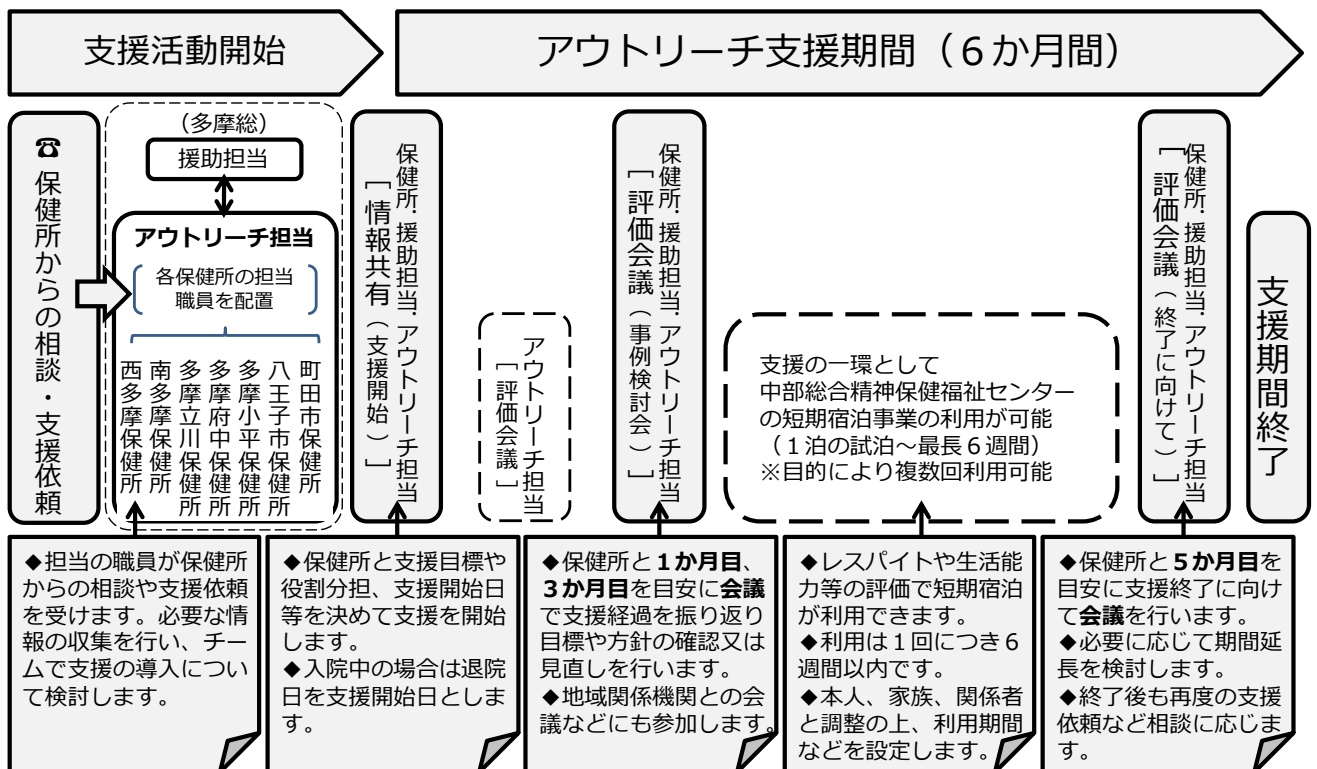 支援活動開始
アウトリーチ支援期間（６か月間）
☎保健所からの相談・支援依頼
（多摩総）
援助担当
アウトリーチ担当
各保健所の担当
職員を配置
西多摩保健所
南多摩保健所
多摩立川保健所
多摩府中保健所
多摩小平保健所
八王子市保健所
町田市保健所
保健所・援助担当・アウトリーチ担当
［情報共有（支援開始）］
アウトリーチ担当
［評価会議］
保健所・援助担当・アウトリーチ担当
［評価会議（事例検討会）］
支援の一環として
中部総合精神保健福祉センター
の短期宿泊事業の利用が可能
（１泊の試泊～最長６週間）
※目的により複数回利用可能
保健所・援助担当・アウトリーチ担当
［評価会議（終了に向けて）］
支援期間終了
◆担当の職員が保健所
からの相談や支援依頼
を受けます。必要な情
報の収集を行い、チー
ムで支援の導入につい
て検討します。
◆保健所と支援目標や
役割分担、支援開始日
等を決めて支援を開始
します。
◆入院中の場合は退院
日を支援開始日としま
す。
◆保健所と１か月目、
３か月目を目安に会議
で支援経過を振り返り
目標や方針の確認又は
見直しを行います。
◆地域関係機関との会
議などにも参加します。
◆レスパイトや生活能
力等の評価で短期宿泊
が利用できます。
◆利用は１回につき６
週間以内です。
◆本人、家族、関係者
と調整の上、利用期間
などを設定します。
◆保健所と５か月目を
目安に支援終了に向け
て会議を行います。
◆必要に応じて期間延
長を検討します。
◆終了後も再度の支援
依頼など相談に応じま
す。